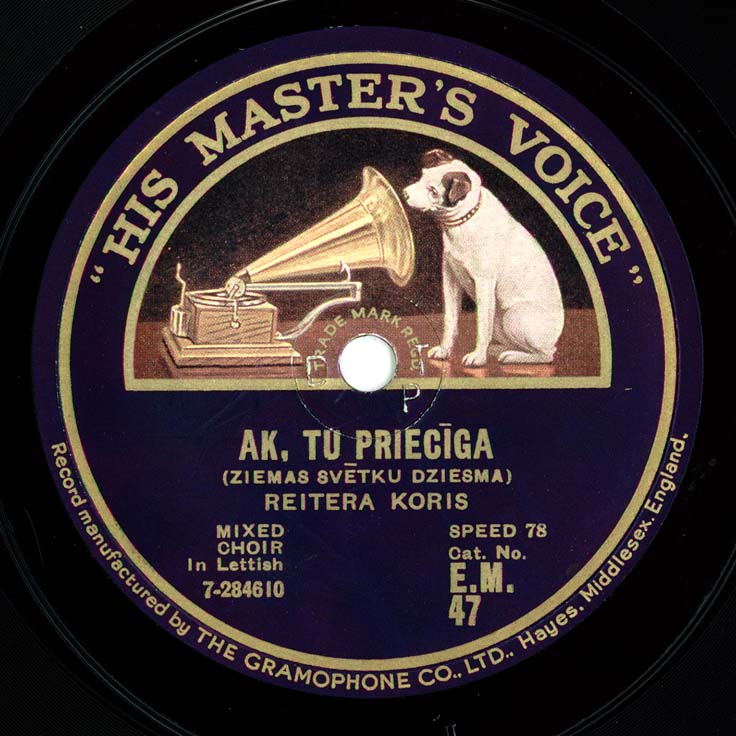 "HIS MASTER'S VOICE"
TRADE MARK REGD
D
P
AK, TU PRIECĪGA
(ZIEMAS SVĒTKU DZIESMA)
REITERA KORIS
MIXED
CHOIR
In Lettish
7-284610
SPEED 78
Cat. No.
E.M.
47
Record manufactured by THE GRAMOPHONE CO., LTD., Hayes, Middlesex, England.